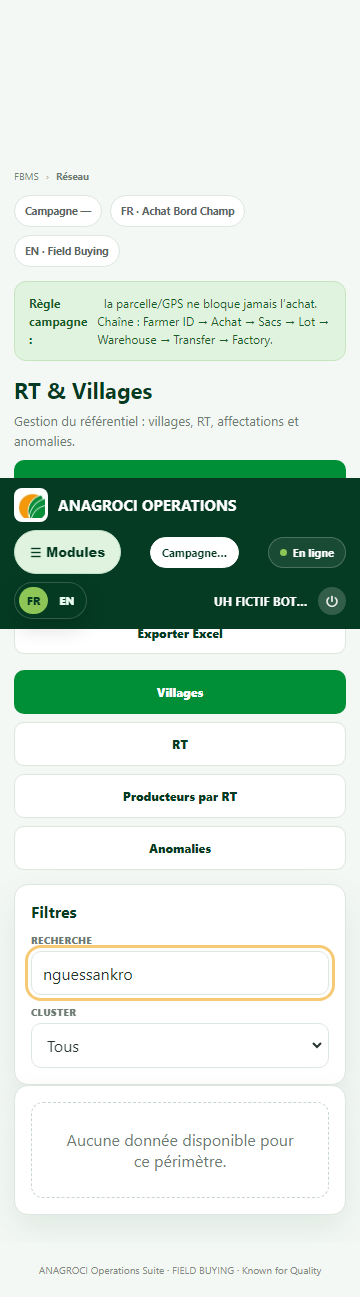 FBMS › Réseau
Campagne —
FR · Achat Bord Champ
EN · Field Buying
Règle campagne :
la parcelle/GPS ne bloque jamais l'achat.
Chaîne : Farmer ID → Achat → Sacs → Lot →
Warehouse → Transfer → Factory.
RT & Villages
Gestion du référentiel : villages, RT, affectations et
anomalies.
ANAGROCI OPERATIONS
☰ Modules
Campagne...
En ligne
FR
EN
UH FICTIF BOT...
Exporter Excel
Villages
RT
Producteurs par RT
Anomalies
Filtres
RECHERCHE
nguessankro
CLUSTER
Tous
Aucune donnée disponible pour
ce périmètre.
ANAGROCI Operations Suite · FIELD BUYING · Known for Quality